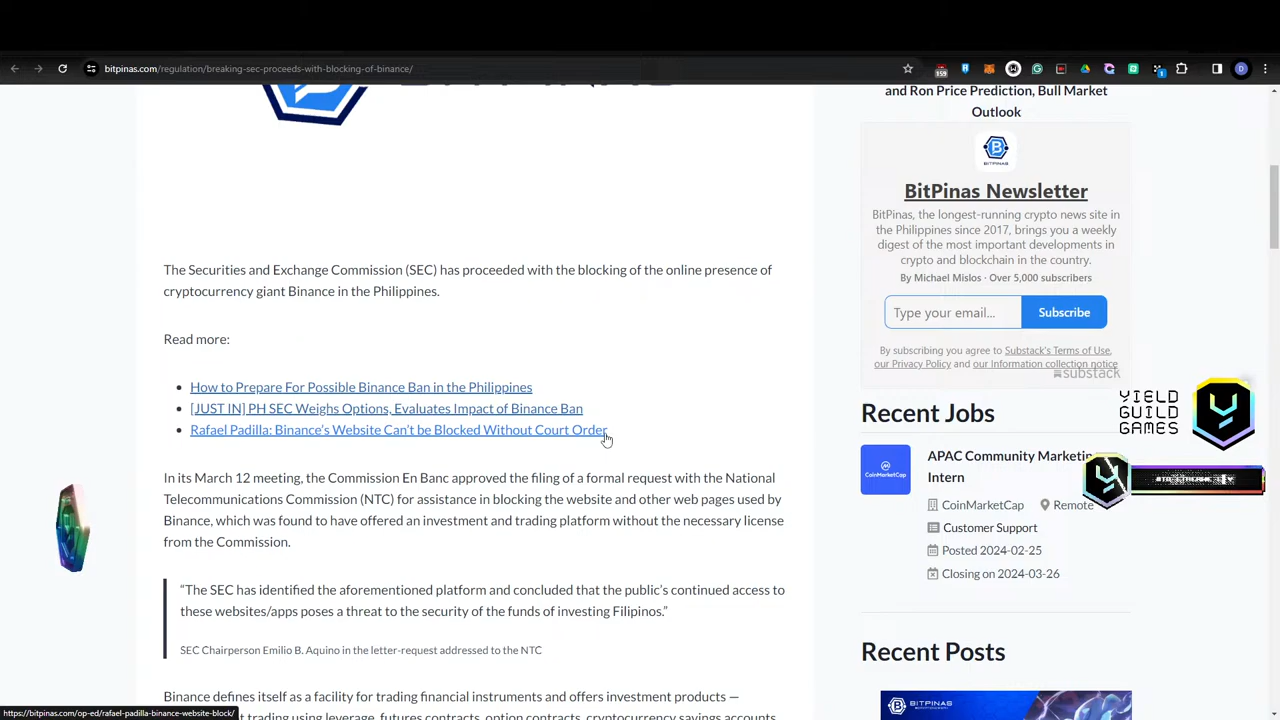 bitpinas.com/regulation/breaking-sec-proceeds-with-blocking-of-binance/
159
1
D
The Securities and Exchange Commission (SEC) has proceeded with the blocking of the online presence of
cryptocurrency giant Binance in the Philippines.
Read more:
How to Prepare For Possible Binance Ban in the Philippines
[JUST IN] PH SEC Weighs Options, Evaluates Impact of Binance Ban
Rafael Padilla: Binance’s Website Can’t be Blocked Without Court Order
In its March 12 meeting, the Commission En Banc approved the filing of a formal request with the National
Telecommunications Commission (NTC) for assistance in blocking the website and other web pages used by
Binance, which was found to have offered an investment and trading platform without the necessary license
from the Commission.
“The SEC has identified the aforementioned platform and concluded that the public’s continued access to
these websites/apps poses a threat to the security of the funds of investing Filipinos.”
SEC Chairperson Emilio B. Aquino in the letter-request addressed to the NTC
Binance defines itself as a facility for trading financial instruments and offers investment products —
trading using leverage, futures contracts, option contracts, cryptocurrency savings accounts
https://bitpinas.com/op-ed/rafael-padilla-binance-website-block/
and Ron Price Prediction, Bull Market
Outlook
BITPINAS
BitPinas Newsletter
BitPinas, the longest-running crypto news site in
the Philippines since 2017, brings you a weekly
digest of the most important developments in
crypto and blockchain in the country.
By Michael Mislos · Over 5,000 subscribers
Type your email...
Subscribe
By subscribing you agree to Substack's Terms of Use,
our Privacy Policy and our Information collection notice
substack
Recent Jobs
YIELD
GUILD
GAMES
CoinMarketCap
APAC Community Marketin
Intern
CoinMarketCap
Remote
Customer Support
Posted 2024-02-25
Closing on 2024-03-26
Recent Posts
BITPINAS